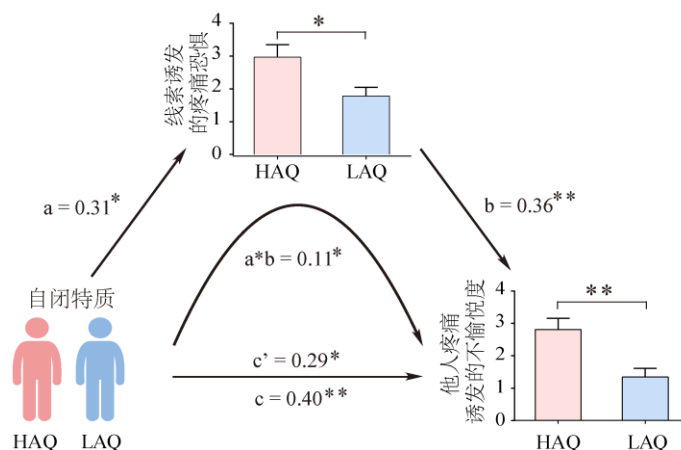 线索诱发
的疼痛恐惧
4
3
2
1
0
*
HAQ LAQ
a = 0.31*
b = 0.36**
a*b = 0.11*
自闭特质
HAQ LAQ
c' = 0.29*
c = 0.40**
他人疼痛
诱发的不愉悦度
4
3
2
1
0
**
HAQ LAQ